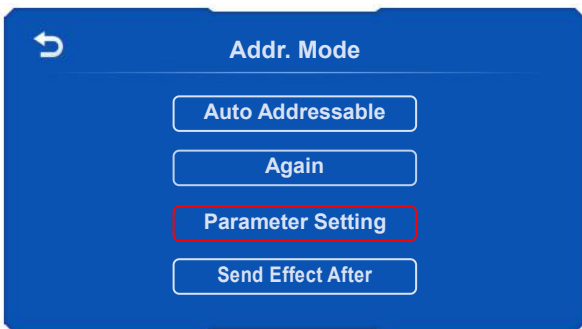 Addr. Mode
Auto Addressable
Again
Parameter Setting
Send Effect After